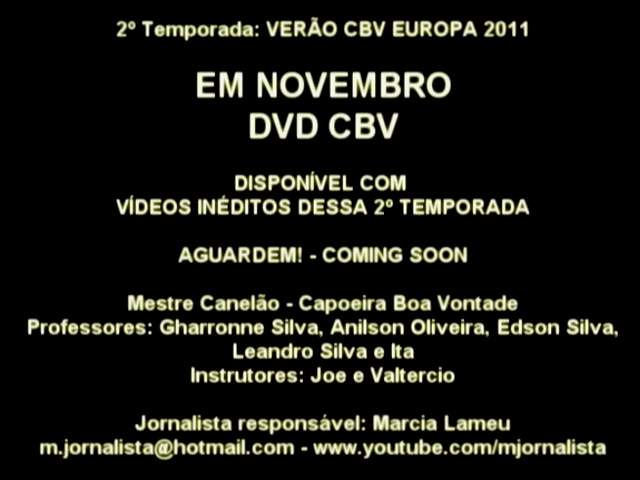 2º Temporada: VERÃO CBV EUROPA 2011
EM NOVEMBRO
DVD CBV
DISPONÍVEL COM
VÍDEOS INÉDITOS DESSA 2º TEMPORADA
AGUARDEM! - COMING SOON
Mestre Canelão - Capoeira Boa Vontade
Professores: Gharronne Silva, Anilson Oliveira, Edson Silva,
Leandro Silva e Ita
Instrutores: Joe e Valtercio
Jornalista responsável: Marcia Lameu
m.jornalista@hotmail.com - www.youtube.com/mjornalista